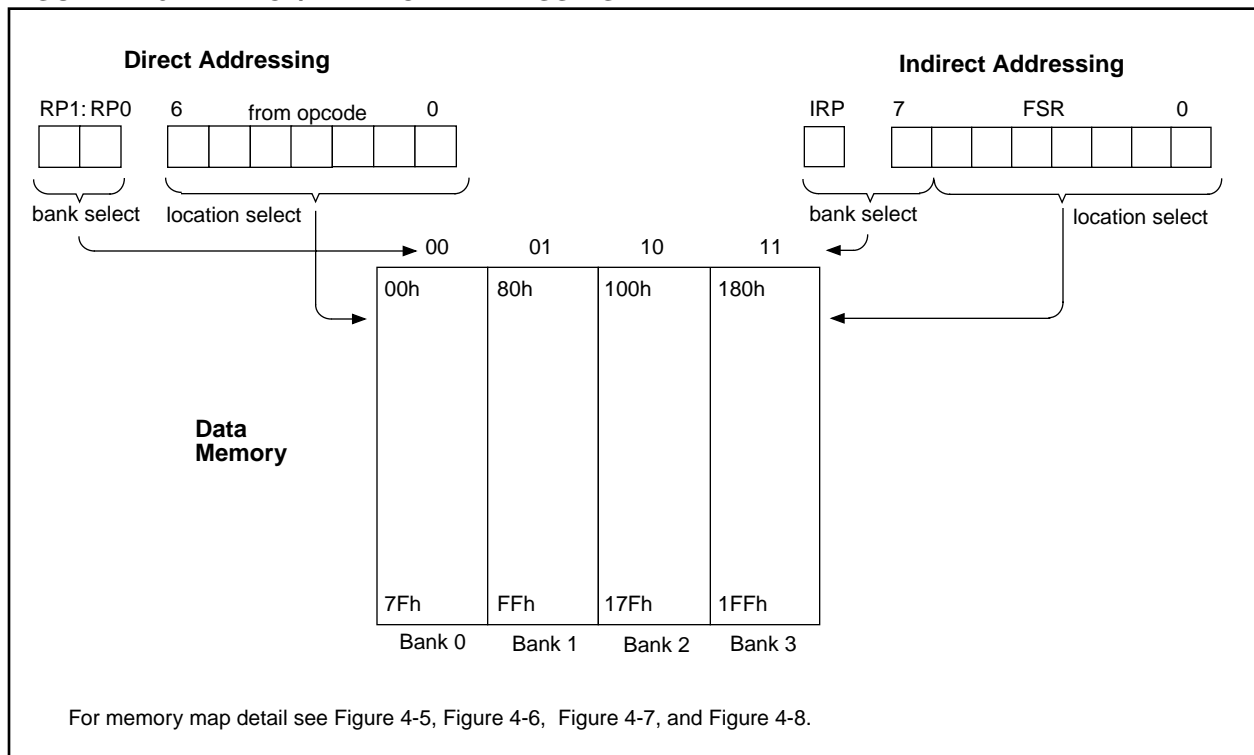 Direct Addressing
Indirect Addressing
RP1: RP0 6 from opcode 0
IRP 7 FSR 0
bank select location select
bank select location select
00 01 10 11
00h 80h 100h 180h
Data
Memory
7Fh FFh 17Fh 1FFh
Bank 0 Bank 1 Bank 2 Bank 3
For memory map detail see Figure 4-5, Figure 4-6, Figure 4-7, and Figure 4-8.